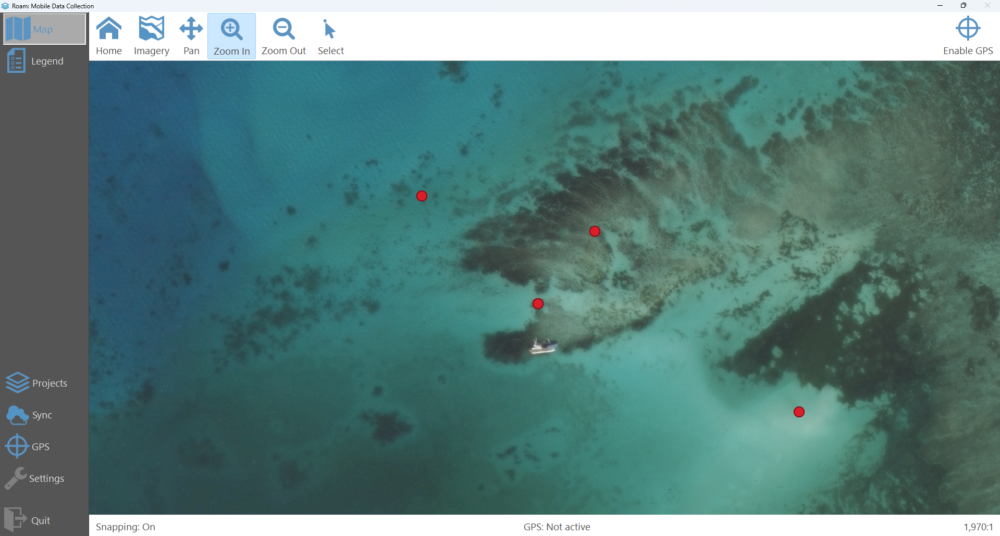 Roam: Mobile Data Collection
Map
Legend
Home
Imagery
Pan
Zoom In
Zoom Out
Select
Enable GPS
Projects
Sync
GPS
Settings
Quit
Snapping: On
GPS: Not active
1,970:1